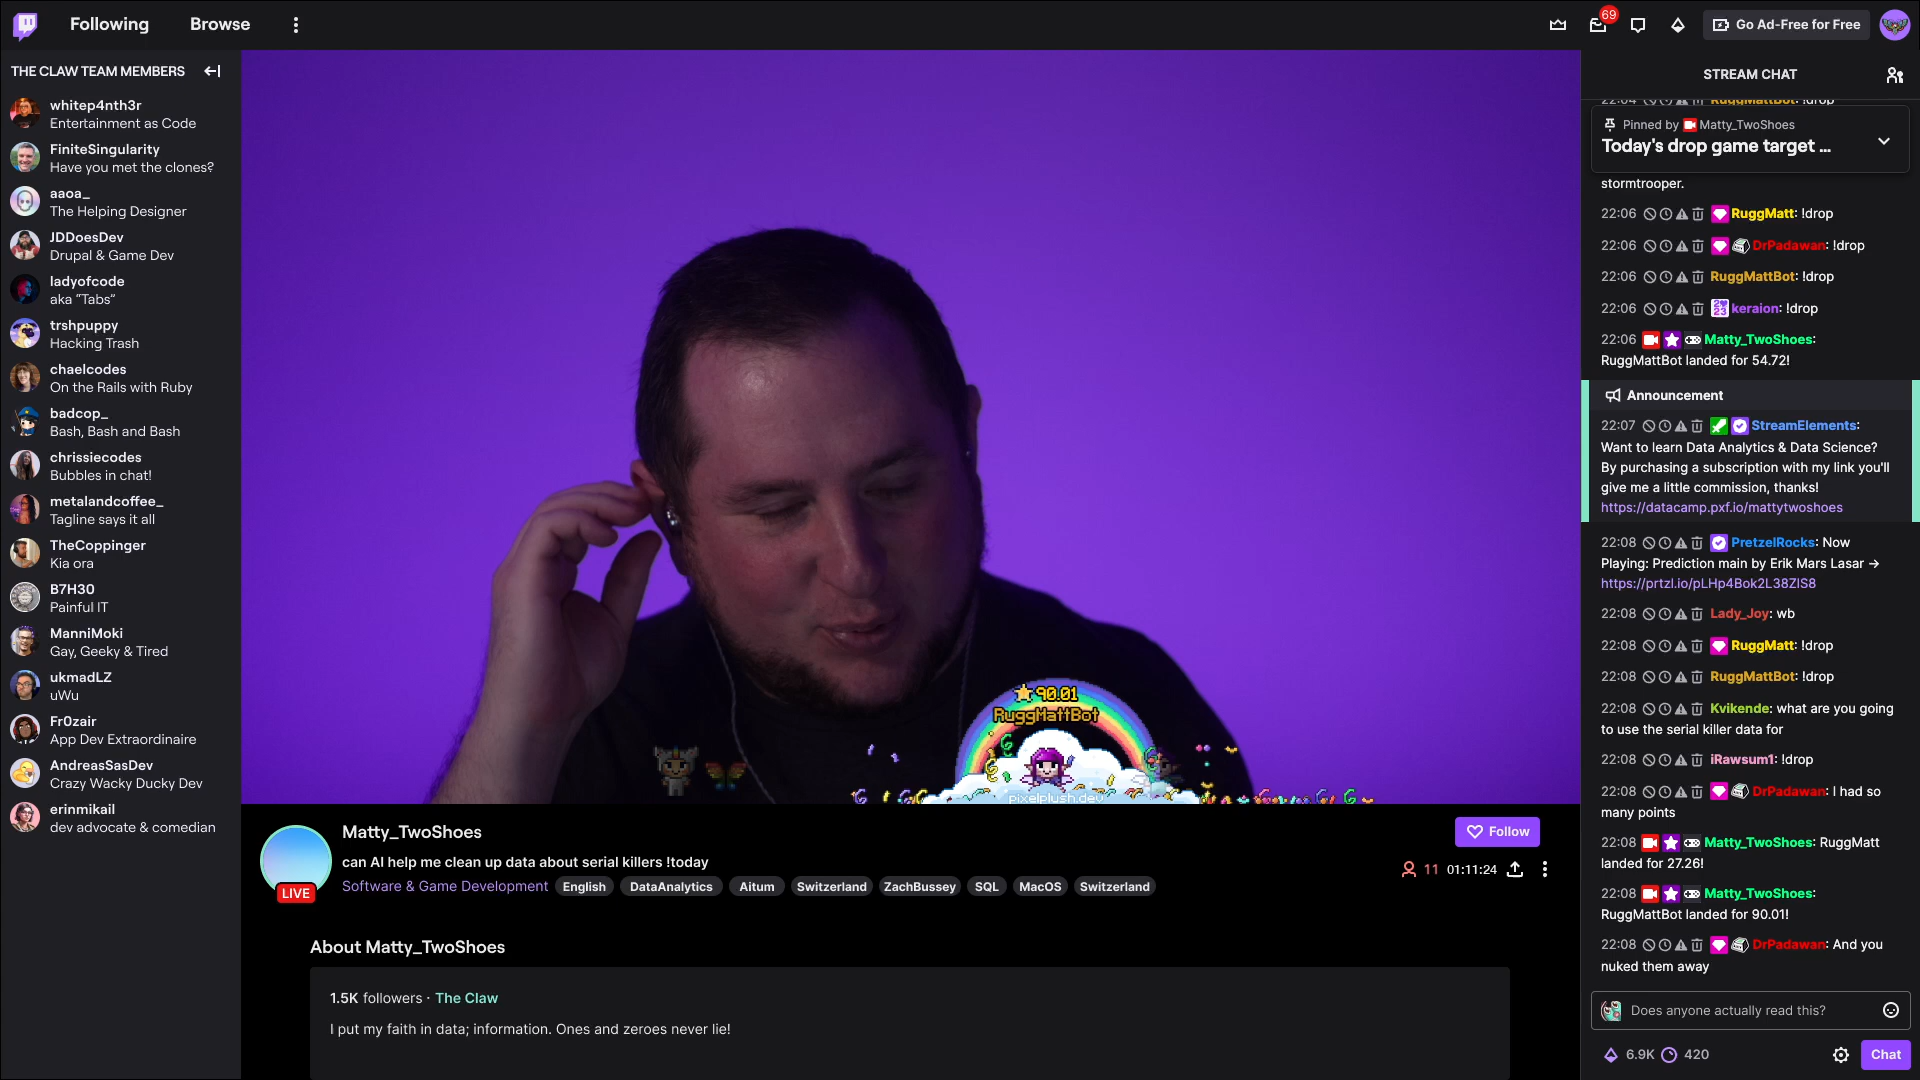 Following
Browse
69
Go Ad-Free for Free
THE CLAW TEAM MEMBERS
whitep4nth3r
Entertainment as Code
FiniteSingularity
Have you met the clones?
aaoa_
The Helping Designer
JDDoesDev
Drupal & Game Dev
ladyofcode
aka “Tabs”
trshpuppy
Hacking Trash
chaelcodes
On the Rails with Ruby
badcop_
Bash, Bash and Bash
chrissiecodes
Bubbles in chat!
metalandcoffee_
Tagline says it all
TheCoppinger
Kia ora
B7H30
Painful IT
ManniMoki
Gay, Geeky & Tired
ukmadLZ
uWu
Fr0zair
App Dev Extraordinaire
AndreasSasDev
Crazy Wacky Ducky Dev
erinmikail
dev advocate & comedian
90.01
RuggMattBot
pixelplush.dev
LIVE
Matty_TwoShoes
can AI help me clean up data about serial killers !today
Software & Game Development English DataAnalytics Aitum Switzerland ZachBussey SQL MacOS Switzerland
Follow
11 01:11:24
About Matty_TwoShoes
1.5K followers · The Claw
I put my faith in data; information. Ones and zeroes never lie!
STREAM CHAT
22:04 RuggMattBot: !drop
Pinned by Matty_TwoShoes
Today's drop game target ...
stormtrooper.
22:06 RuggMatt: !drop
22:06 DrPadawan: !drop
22:06 RuggMattBot: !drop
22:06 keraion: !drop
22:06 Matty_TwoShoes:
RuggMattBot landed for 54.72!
Announcement
22:07 StreamElements:
Want to learn Data Analytics & Data Science?
By purchasing a subscription with my link you'll
give me a little commission, thanks!
https://datacamp.pxf.io/mattytwoshoes
22:08 PretzelRocks: Now
Playing: Prediction main by Erik Mars Lasar →
https://prtzl.io/pLHp4Bok2L38ZIS8
22:08 Lady_Joy: wb
22:08 RuggMatt: !drop
22:08 RuggMattBot: !drop
22:08 Kvikende: what are you going
to use the serial killer data for
22:08 iRawsum1: !drop
22:08 DrPadawan: I had so
many points
22:08 Matty_TwoShoes: RuggMatt
landed for 27.26!
22:08 Matty_TwoShoes:
RuggMattBot landed for 90.01!
22:08 DrPadawan: And you
nuked them away
Does anyone actually read this?
6.9K 420
Chat